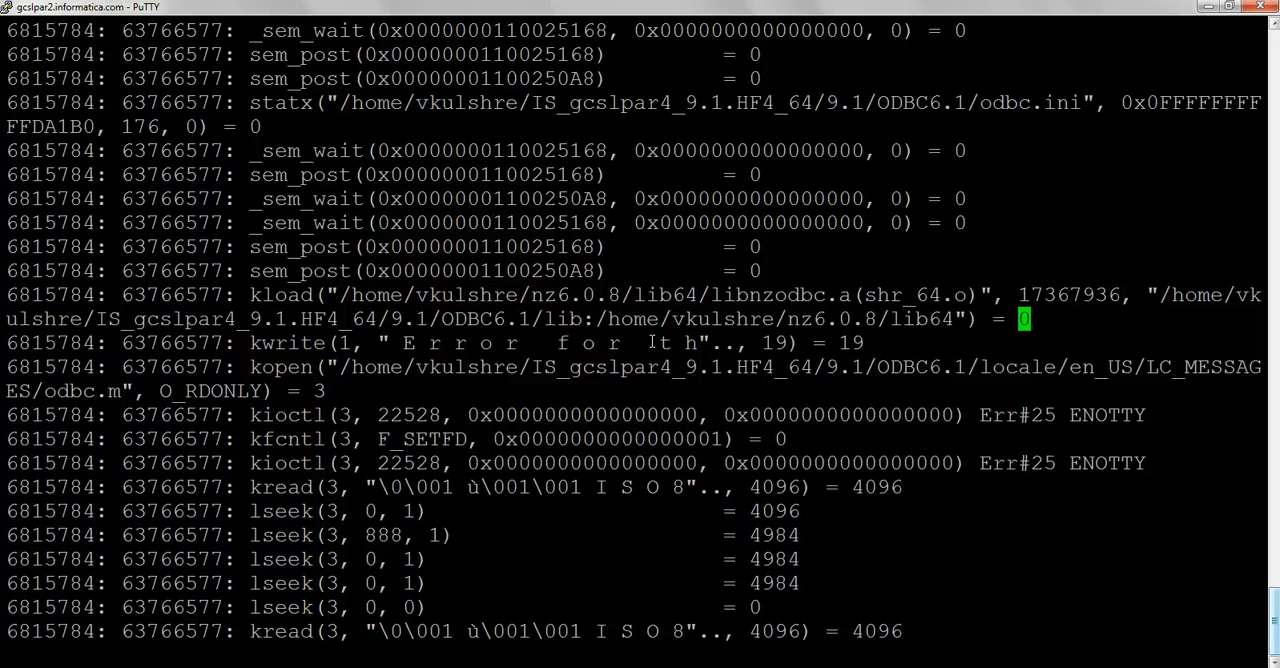 gcslpar2.informatica.com - PuTTY
6815784: 63766577: _sem_wait(0x0000000110025168, 0x0000000000000000, 0) = 0
6815784: 63766577: sem_post(0x0000000110025168)       = 0
6815784: 63766577: sem_post(0x00000001100250A8)       = 0
6815784: 63766577: statx("/home/vkulshre/IS_gcslpar4_9.1.HF4_64/9.1/ODBC6.1/odbc.ini", 0x0FFFFFFFF
FFDA1B0, 176, 0) = 0
6815784: 63766577: _sem_wait(0x0000000110025168, 0x0000000000000000, 0) = 0
6815784: 63766577: sem_post(0x0000000110025168)       = 0
6815784: 63766577: _sem_wait(0x00000001100250A8, 0x0000000000000000, 0) = 0
6815784: 63766577: _sem_wait(0x0000000110025168, 0x0000000000000000, 0) = 0
6815784: 63766577: sem_post(0x0000000110025168)       = 0
6815784: 63766577: sem_post(0x00000001100250A8)       = 0
6815784: 63766577: kload("/home/vkulshre/nz6.0.8/lib64/libnzodbc.a(shr_64.o)", 17367936, "/home/vk
ulshre/IS_gcslpar4_9.1.HF4_64/9.1/ODBC6.1/lib:/home/vkulshre/nz6.0.8/lib64") = 0
6815784: 63766577: kwrite(1, " E r r o r   f o r   t h".., 19) = 19
6815784: 63766577: kopen("/home/vkulshre/IS_gcslpar4_9.1.HF4_64/9.1/ODBC6.1/locale/en_US/LC_MESSAG
ES/odbc.m", O_RDONLY) = 3
6815784: 63766577: kioctl(3, 22528, 0x0000000000000000, 0x0000000000000000) Err#25 ENOTTY
6815784: 63766577: kfcntl(3, F_SETFD, 0x0000000000000001) = 0
6815784: 63766577: kioctl(3, 22528, 0x0000000000000000, 0x0000000000000000) Err#25 ENOTTY
6815784: 63766577: kread(3, "\0\001 ù\001\001 I S O 8".., 4096) = 4096
6815784: 63766577: lseek(3, 0, 1)                     = 4096
6815784: 63766577: lseek(3, 888, 1)                   = 4984
6815784: 63766577: lseek(3, 0, 1)                     = 4984
6815784: 63766577: lseek(3, 0, 1)                     = 4984
6815784: 63766577: lseek(3, 0, 0)                     = 0
6815784: 63766577: kread(3, "\0\001 ù\001\001 I S O 8".., 4096) = 4096